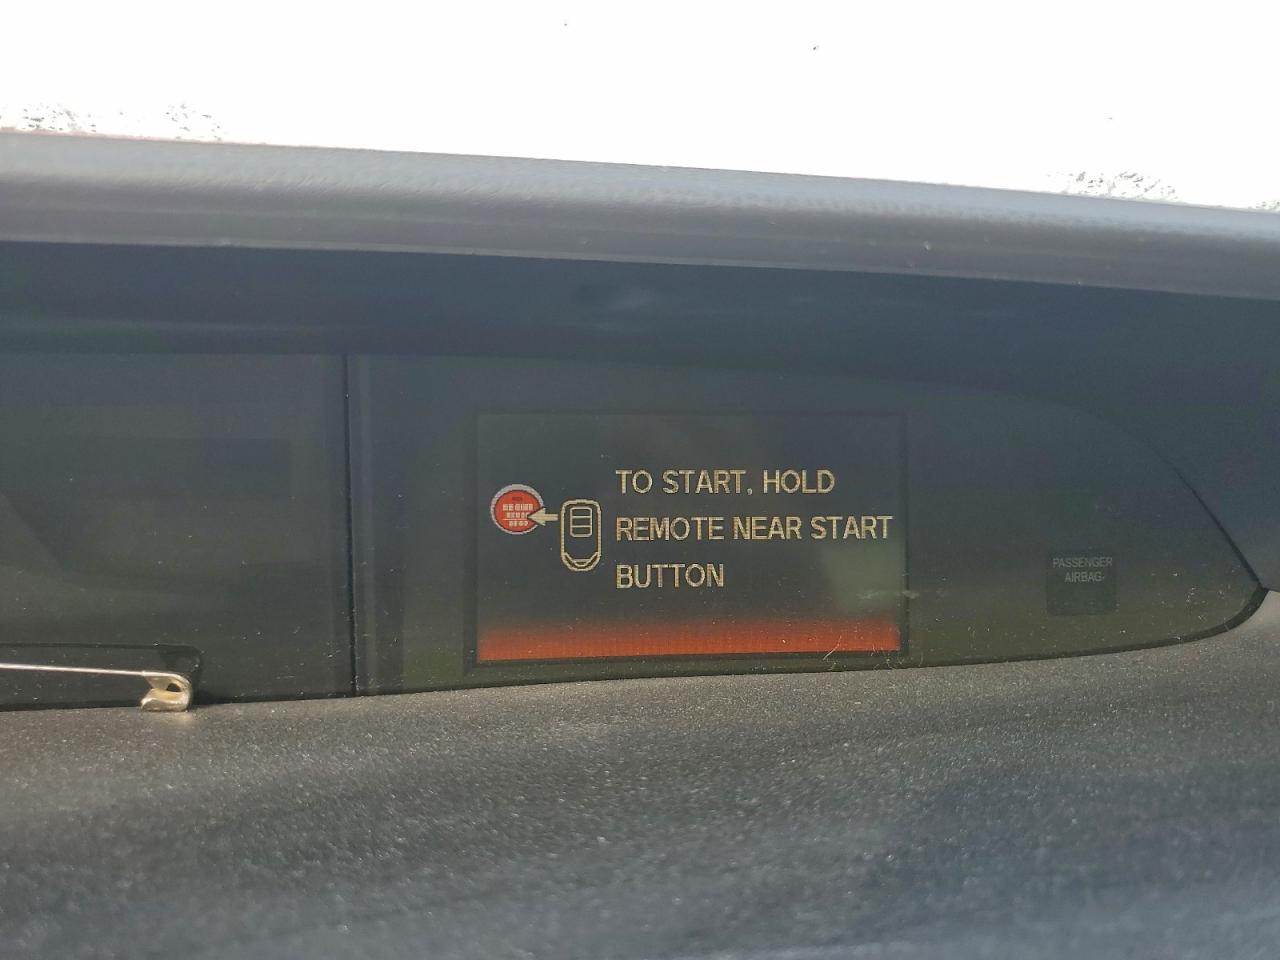 TO START, HOLD
REMOTE NEAR START
BUTTON
PASSENGER
AIRBAG